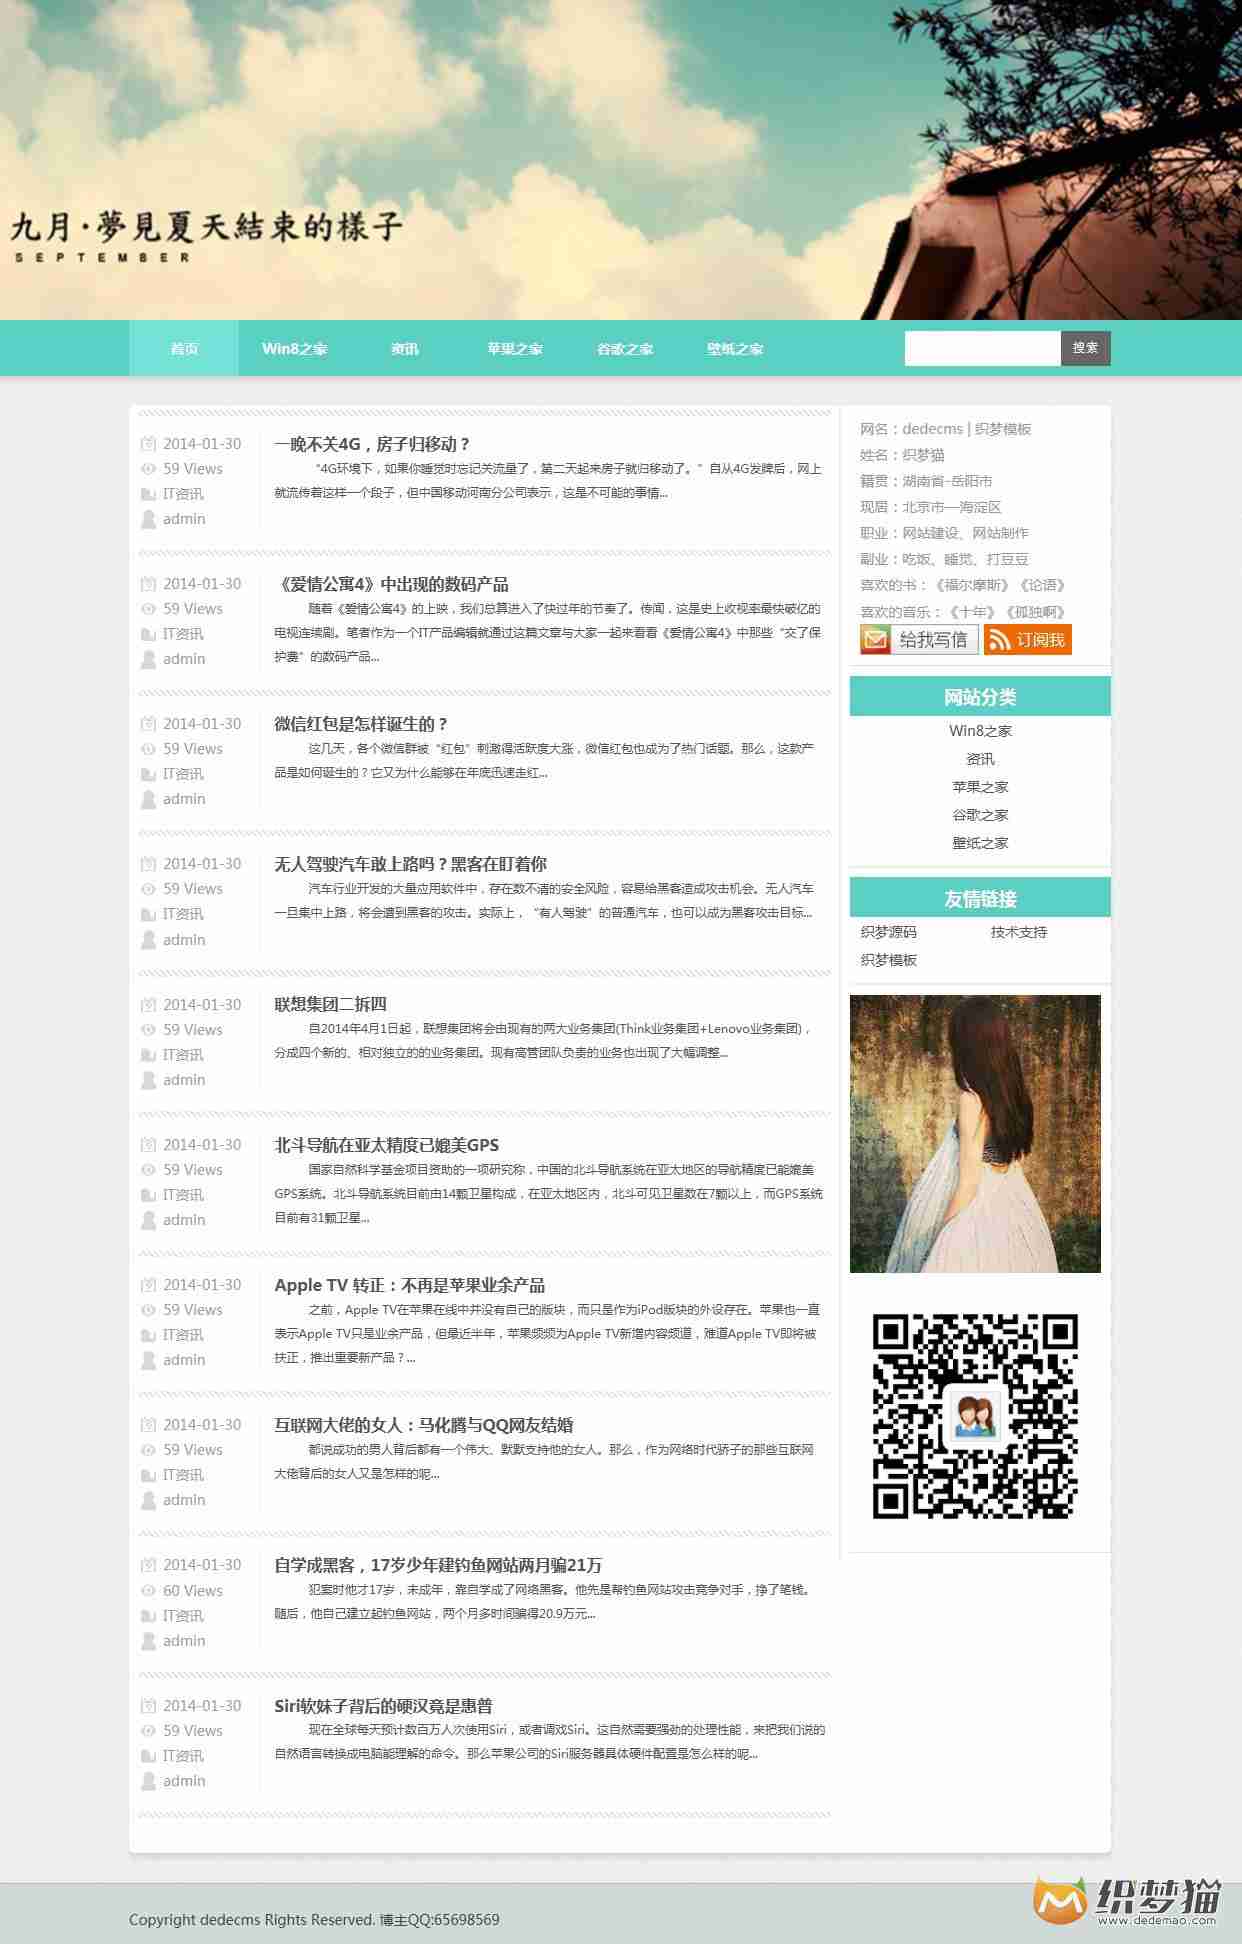 九月·夢見夏天結束的樣子
SEPTEMBER
首页 Win8之家 资讯 苹果之家 谷歌之家 壁纸之家 搜索
2014-01-30
59 Views
IT资讯
admin
一晚不关4G，房子归移动？
“4G环境下，如果你睡觉时忘记关流量了，第二天起来房子就归移动了。”自从4G发牌后，网上
就流传着这样一个段子，但中国移动河南分公司表示，这是不可能的事情...
2014-01-30
59 Views
IT资讯
admin
《爱情公寓4》中出现的数码产品
随着《爱情公寓4》的上映，我们总算进入了快过年的节奏了。传闻，这是史上收视率最快破亿的
电视连续剧。笔者作为一个IT产品编辑就通过这篇文章与大家一起来看看《爱情公寓4》中那些“交了保
护费”的数码产品...
2014-01-30
59 Views
IT资讯
admin
微信红包是怎样诞生的？
这几天，各个微信群被“红包”刺激得活跃度大涨，微信红包也成为了热门话题。那么，这款产
品是如何诞生的？它又为什么能够在年底迅速走红...
2014-01-30
59 Views
IT资讯
admin
无人驾驶汽车敢上路吗？黑客在盯着你
汽车行业开发的大量应用软件中，存在数不清的安全风险，容易给黑客造成攻击机会。无人汽车
一旦集中上路，将会遭到黑客的攻击。实际上，“有人驾驶”的普通汽车，也可以成为黑客攻击目标...
2014-01-30
59 Views
IT资讯
admin
联想集团二拆四
自2014年4月1日起，联想集团将会由现有的两大业务集团(Think业务集团+Lenovo业务集团)，
分成四个新的、相对独立的的业务集团。现有高管团队负责的业务也出现了大幅调整...
2014-01-30
59 Views
IT资讯
admin
北斗导航在亚太精度已媲美GPS
国家自然科学基金项目资助的一项研究称，中国的北斗导航系统在亚太地区的导航精度已能媲美
GPS系统。北斗导航系统目前由14颗卫星构成，在亚太地区内，北斗可见卫星数在7颗以上，而GPS系统
目前有31颗卫星...
2014-01-30
59 Views
IT资讯
admin
Apple TV 转正：不再是苹果业余产品
之前，Apple TV在苹果在线中并没有自己的版块，而只是作为iPod版块的外设存在。苹果也一直
表示Apple TV只是业余产品，但最近半年，苹果频频为Apple TV新增内容频道，难道Apple TV即将被
扶正，推出重要新产品？...
2014-01-30
59 Views
IT资讯
admin
互联网大佬的女人：马化腾与QQ网友结婚
都说成功的男人背后都有一个伟大、默默支持他的女人。那么，作为网络时代骄子的那些互联网
大佬背后的女人又是怎样的呢...
2014-01-30
60 Views
IT资讯
admin
自学成黑客，17岁少年建钓鱼网站两月骗21万
犯案时他才17岁，未成年，靠自学成了网络黑客。他先是帮钓鱼网站攻击竞争对手，挣了笔钱。
随后，他自己建立起钓鱼网站，两个月多时间骗得20.9万元...
2014-01-30
59 Views
IT资讯
admin
Siri软妹子背后的硬汉竟是惠普
现在全球每天预计数百万人次使用Siri，或者调戏Siri。这自然需要强劲的处理性能，来把我们说的
自然语言转换成电脑能理解的命令。那么苹果公司的Siri服务器具体硬件配置是怎么样的呢...
网名：dedecms | 织梦模板
姓名：织梦猫
籍贯：湖南省-岳阳市
现居：北京市—海淀区
职业：网站建设、网站制作
副业：吃饭、睡觉、打豆豆
喜欢的书：《福尔摩斯》《论语》
喜欢的音乐：《十年》《孤独啊》
给我写信 订阅我
网站分类
Win8之家
资讯
苹果之家
谷歌之家
壁纸之家
友情链接
织梦源码 技术支持
织梦模板
Copyright dedecms Rights Reserved. 博主QQ:65698569
织梦猫
www.dedemao.com